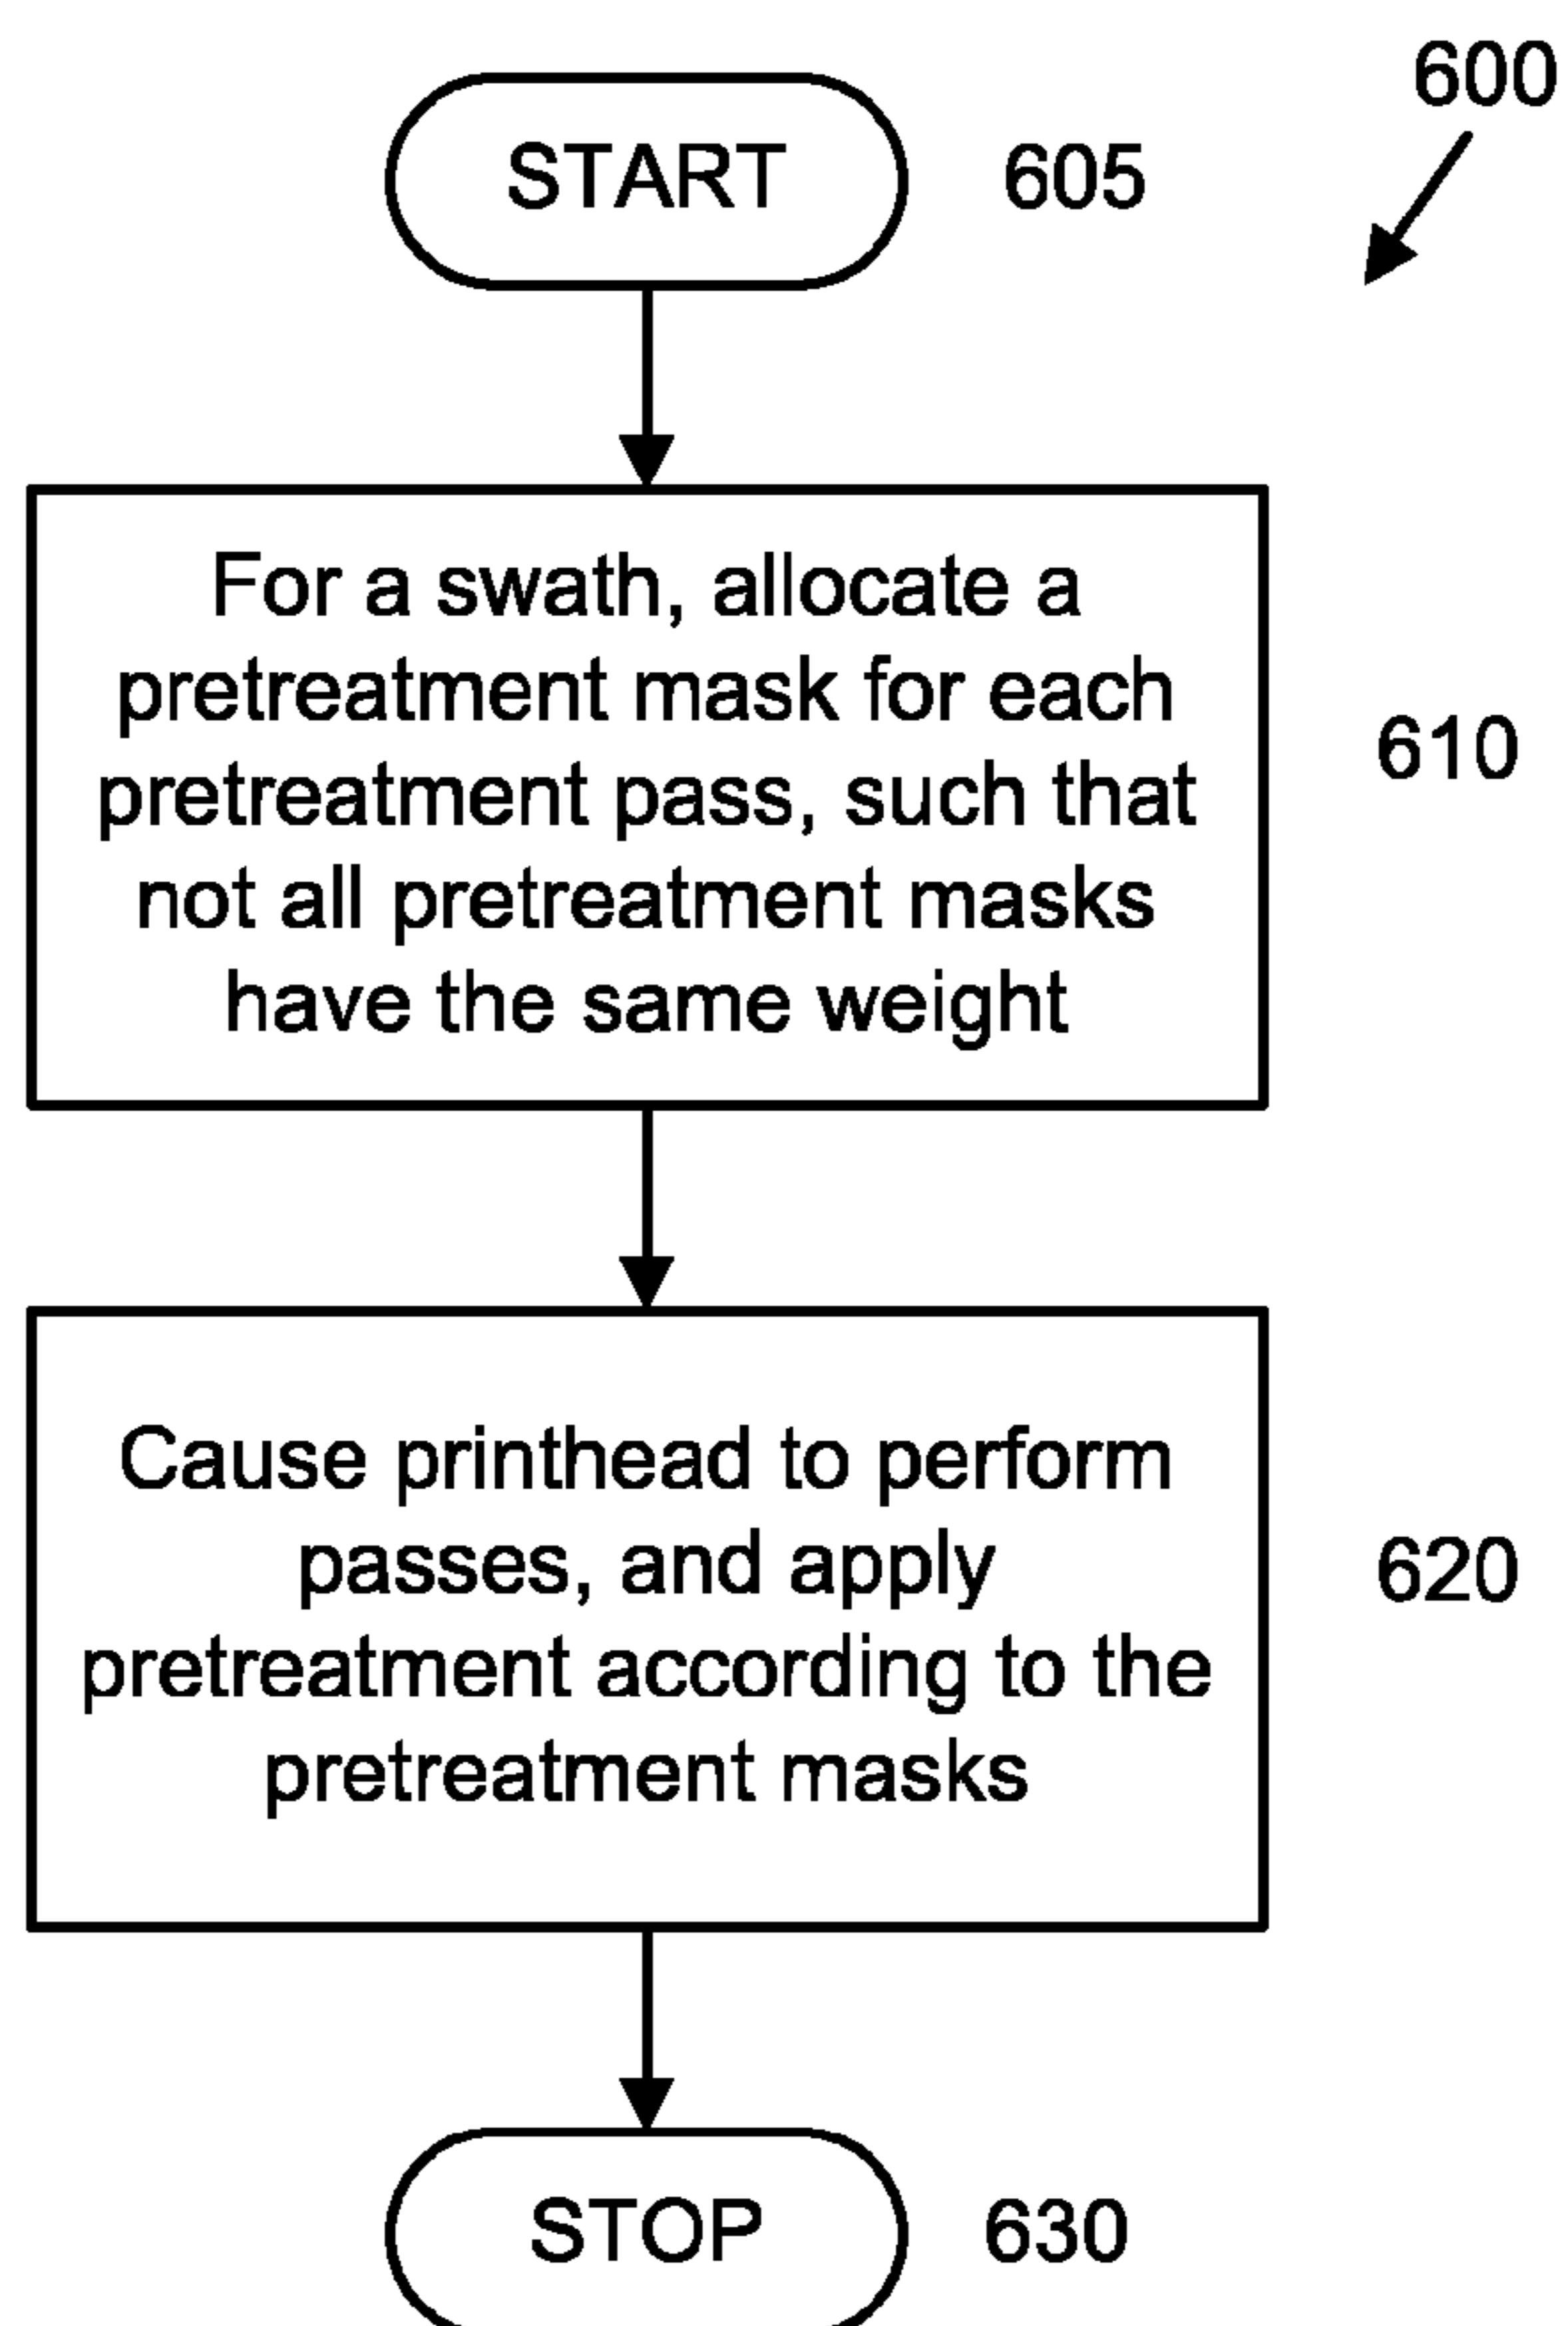 600
START
605
For a swath, allocate a
pretreatment mask for each
pretreatment pass, such that
not all pretreatment masks
have the same weight
610
Cause printhead to perform
passes, and apply
pretreatment according to the
pretreatment masks
620
STOP
630